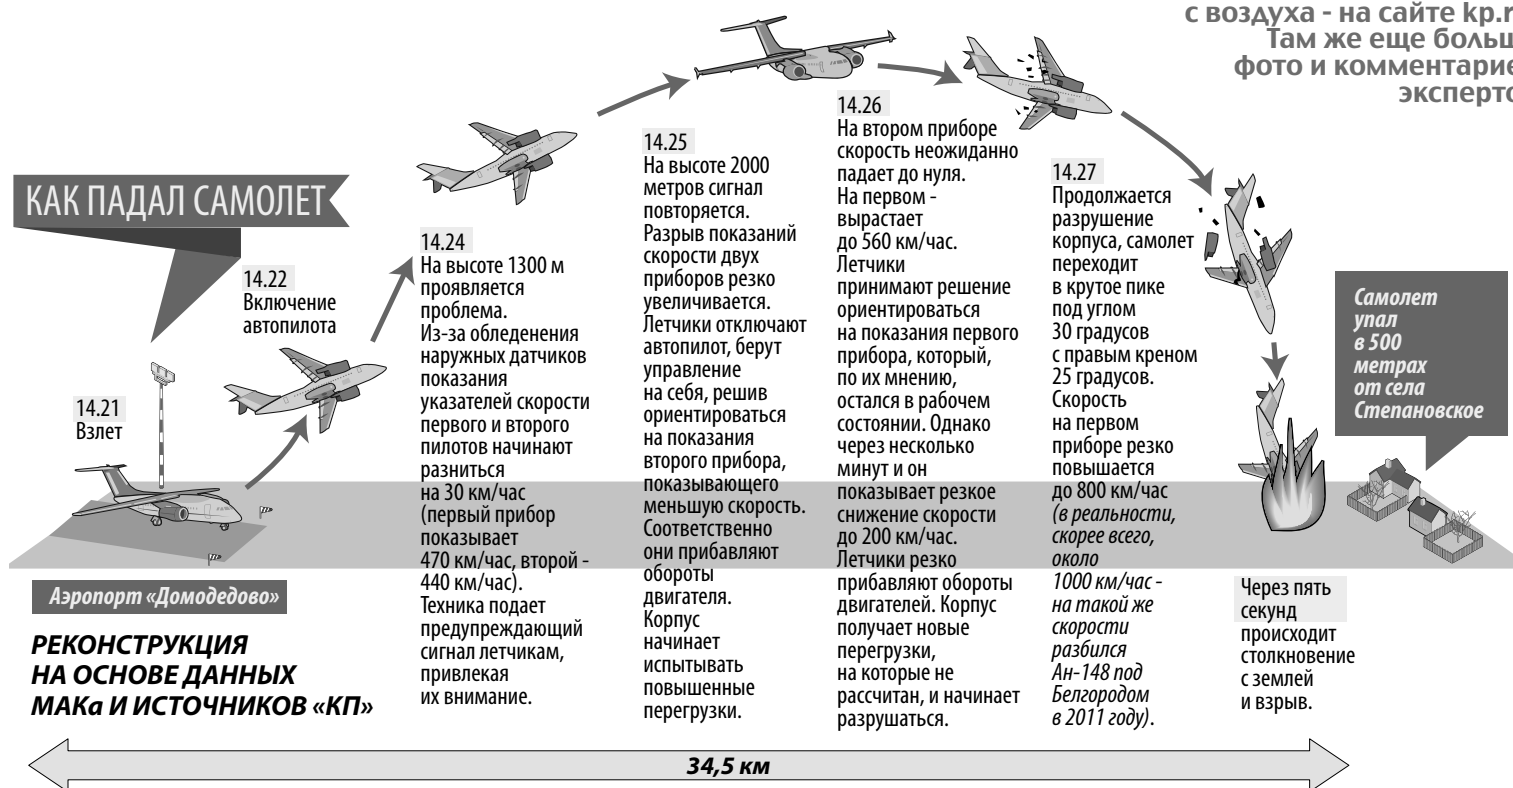 с воздуха - на сайте kp.r
Там же еще больш
фото и комментарие
эксперто
КАК ПАДАЛ САМОЛЕТ
14.21
Взлет
14.22
Включение
автопилота
14.24
На высоте 1300 м
проявляется
проблема.
Из-за обледенения
наружных датчиков
показания
указателей скорости
первого и второго
пилотов начинают
разниться
на 30 км/час
(первый прибор
показывает
470 км/час, второй -
440 км/час).
Техника подает
предупреждающий
сигнал летчикам,
привлекая
их внимание.
14.25
На высоте 2000
метров сигнал
повторяется.
Разрыв показаний
скорости двух
приборов резко
увеличивается.
Летчики отключают
автопилот, берут
управление
на себя, решив
ориентироваться
на показания
второго прибора,
показывающего
меньшую скорость.
Соответственно
они прибавляют
обороты
двигателя.
Корпус
начинает
испытывать
повышенные
перегрузки.
14.26
На втором приборе
скорость неожиданно
падает до нуля.
На первом -
вырастает
до 560 км/час.
Летчики
принимают решение
ориентироваться
на показания первого
прибора, который,
по их мнению,
остался в рабочем
состоянии. Однако
через несколько
минут и он
показывает резкое
снижение скорости
до 200 км/час.
Летчики резко
прибавляют обороты
двигателей. Корпус
получает новые
перегрузки,
на которые не
рассчитан, и начинает
разрушаться.
14.27
Продолжается
разрушение
корпуса, самолет
переходит
в крутое пике
под углом
30 градусов
с правым креном
25 градусов.
Скорость
на первом
приборе резко
повышается
до 800 км/час
(в реальности,
скорее всего,
около
1000 км/час -
на такой же
скорости
разбился
Ан-148 под
Белгородом
в 2011 году).
Через пять
секунд
происходит
столкновение
с землей
и взрыв.
Самолет
упал
в 500
метрах
от села
Степановское
Аэропорт «Домодедово»
РЕКОНСТРУКЦИЯ
НА ОСНОВЕ ДАННЫХ
МАКа И ИСТОЧНИКОВ «КП»
34,5 км